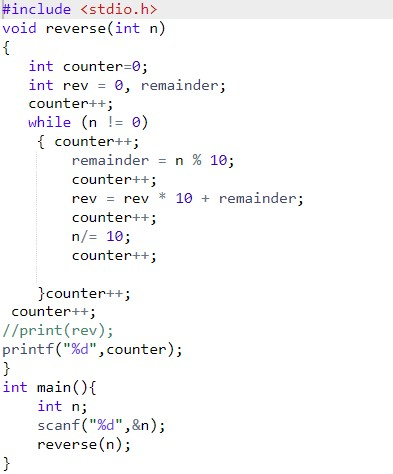 #include <stdio.h>
void reverse(int n)
{
int counter=0;
int rev = 0, remainder;
counter++;
while (n != 0)
{ counter++;
remainder = n % 10;
counter++;
rev = rev * 10 + remainder;
counter++;
n/= 10;
counter++;
}counter++;
counter++;
//print(rev);
printf("%d",counter);
}
int main(){
int n;
scanf("%d",&n);
reverse(n);
}